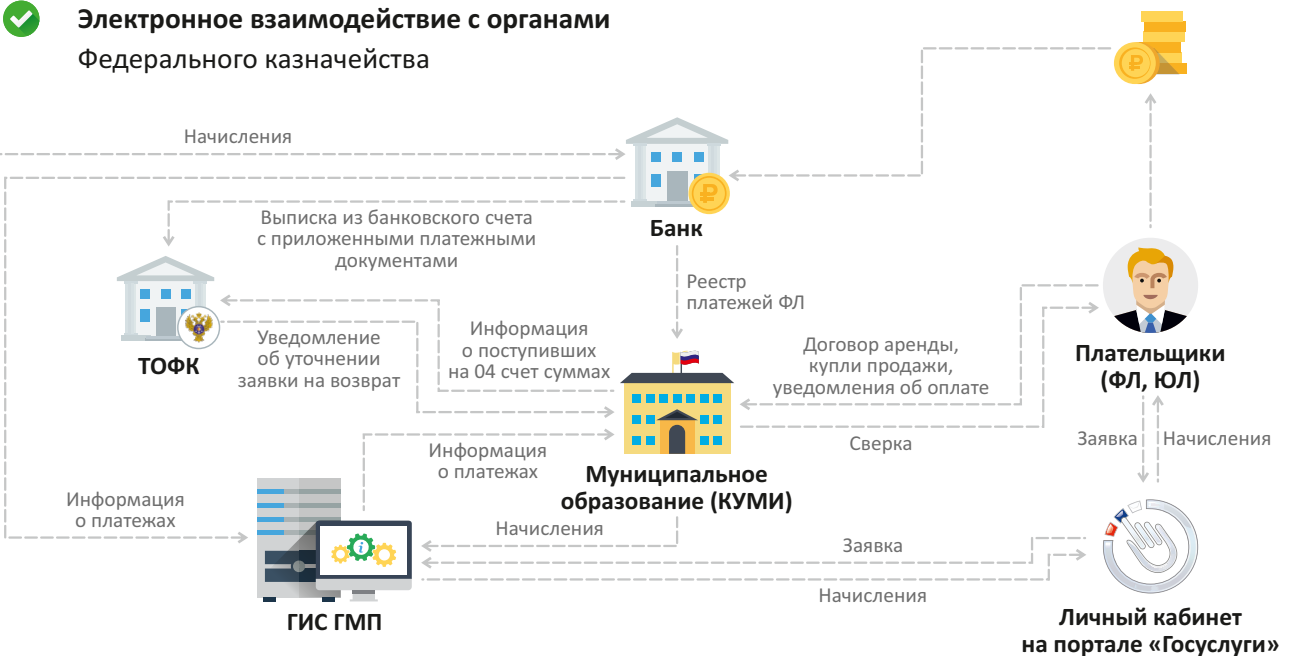 Электронное взаимодействие с органами
Федерального казначейства
Начисления
Банк
Выписка из банковского счета
с приложенными платежными
документами
Реестр
платежей ФЛ
ТОФК
Уведомление
об уточнении
заявки на возврат
Информация
о поступивших
на 04 счет суммах
Договор аренды,
купли продажи,
уведомления об оплате
Плательщики
(ФЛ, ЮЛ)
Сверка
Заявка
Начисления
Информация
о платежах
Муниципальное
образование (КУМИ)
Информация
о платежах
Начисления
Заявка
Начисления
ГИС ГМП
Личный кабинет
на портале «Госуслуги»